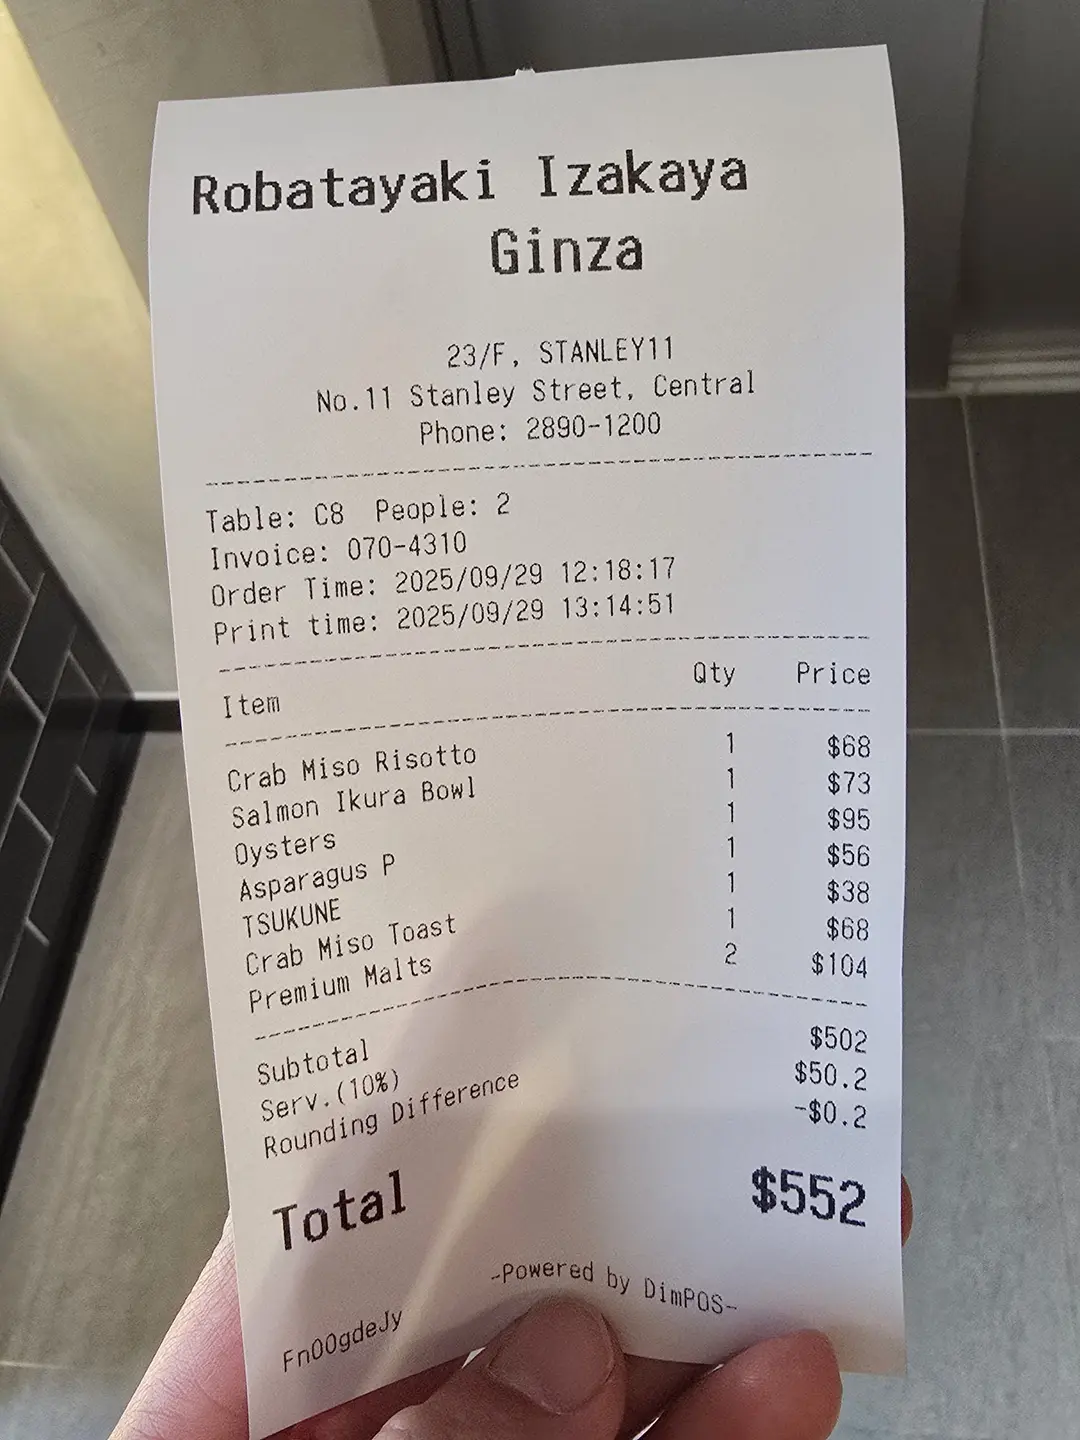 Robatayaki Izakaya
Ginza
23/F, STANLEY11
No.11 Stanley Street, Central
Phone: 2890-1200
Table: C8 People: 2
Invoice: 070-4310
Order Time: 2025/09/29 12:18:17
Print time: 2025/09/29 13:14:51
Item Qty Price
Crab Miso Risotto 1 $68
Salmon Ikura Bowl 1 $73
Oysters 1 $95
Asparagus P 1 $56
TSUKUNE 1 $38
Crab Miso Toast 1 $68
Premium Malts 2 $104
Subtotal $502
Serv.(10%) $50.2
Rounding Difference -$0.2
Total $552
-Powered by DimPOS-
Fn00gdeJy